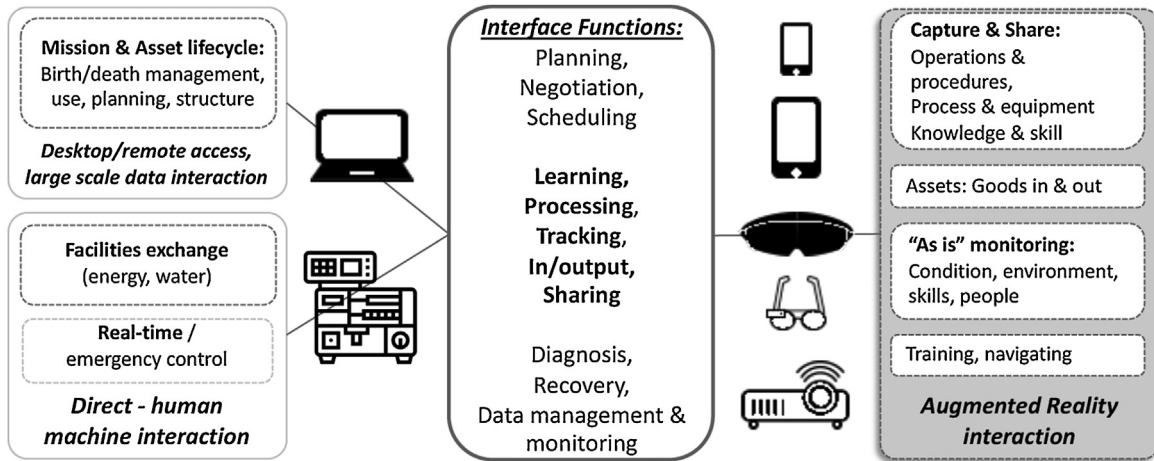 Mission & Asset lifecycle:
Birth/death management,
use, planning, structure
Desktop/remote access,
large scale data interaction
Facilities exchange
(energy, water)
Real-time /
emergency control
Direct - human
machine interaction
Interface Functions:
Planning,
Negotiation,
Scheduling
Learning,
Processing,
Tracking,
In/output,
Sharing
Diagnosis,
Recovery,
Data management &
monitoring
Capture & Share:
Operations &
procedures,
Process & equipment
Knowledge & skill
Assets: Goods in & out
“As is” monitoring:
Condition, environment,
skills, people
Training, navigating
Augmented Reality
interaction